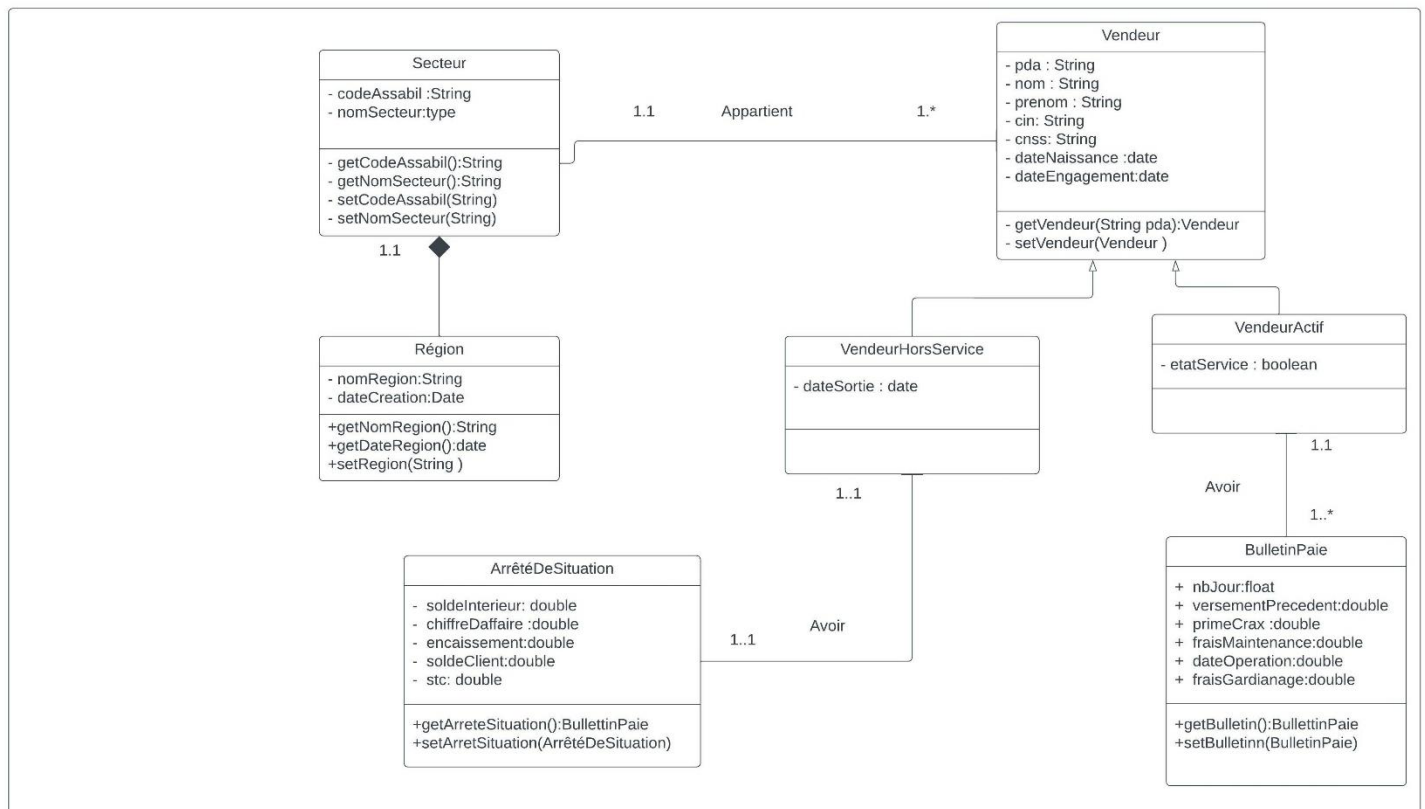 Secteur
- codeAssabil :String
- nomSecteur:type
- getCodeAssabil():String
- getNomSecteur():String
- setCodeAssabil(String)
- setNomSecteur(String)
1.1
Appartient
1.*
Vendeur
- pda : String
- nom : String
- prenom : String
- cin: String
- cnss: String
- dateNaissance :date
- dateEngagement:date
- getVendeur(String pda):Vendeur
- setVendeur(Vendeur )
1.1
Région
- nomRegion:String
- dateCreation:Date
+getNomRegion():String
+getDateRegion():date
+setRegion(String )
VendeurHorsService
- dateSortie : date
VendeurActif
- etatService : boolean
1..1
Avoir
1..1
1.1
Avoir
1..*
ArrêtéDeSituation
- soldeInterieur: double
- chiffreDaffaire :double
- encaissement:double
- soldeClient:double
- stc: double
+getArreteSituation():BullettinPaie
+setArretSituation(ArrêtéDeSituation)
BulletinPaie
+ nbJour:float
+ versementPrecedent:double
+ primeCrax :double
+ fraisMaintenance:double
+ dateOperation:double
+ fraisGardianage:double
+getBulletin():BullettinPaie
+setBulletinn(BulletinPaie)